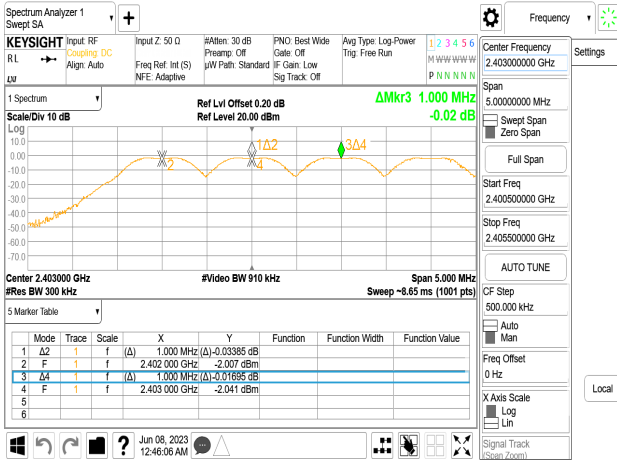 Spectrum Analyzer 1
Swept SA
Frequency
KEYSIGHT
RL
Input: RF
Coupling: DC
Align: Auto
Input Z: 50 Ω
Freq Ref: Int (S)
NFE: Adaptive
#Atten: 30 dB
Preamp: Off
µW Path: Standard
PNO: Best Wide
Gate: Off
IF Gain: Low
Sig Track: Off
Avg Type: Log-Power
Trig: Free Run
1 2 3 4 5 6
M W W W W W
P N N N N N
1 Spectrum
Scale/Div 10 dB
Ref Lvl Offset 0.20 dB
Ref Level 20.00 dBm
ΔMkr3 1.000 MHz
-0.02 dB
Log
10.0
0.00
-10.0
-20.0
-30.0
-40.0
-50.0
-60.0
-70.0
2
1Δ2
4
3Δ4
Center 2.403000 GHz
#Res BW 300 kHz
#Video BW 910 kHz
Span 5.000 MHz
Sweep ~8.65 ms (1001 pts)
5 Marker Table
Mode Trace Scale X Y Function Function Width Function Value
1 Δ2 1 f (Δ) 1.000 MHz (Δ)-0.03385 dB
2 F 1 f 2.402 000 GHz -2.007 dBm
3 Δ4 1 f (Δ) 1.000 MHz (Δ)-0.01695 dB
4 F 1 f 2.403 000 GHz -2.041 dBm
5
6
Jun 08, 2023
12:46:06 AM
Center Frequency
2.403000000 GHz
Settings
Span
5.00000000 MHz
Swept Span
Zero Span
Full Span
Start Freq
2.400500000 GHz
Stop Freq
2.405500000 GHz
AUTO TUNE
CF Step
500.000 kHz
Auto
Man
Freq Offset
0 Hz
Local
X Axis Scale
Log
Lin
Signal Track
(Span Zoom)